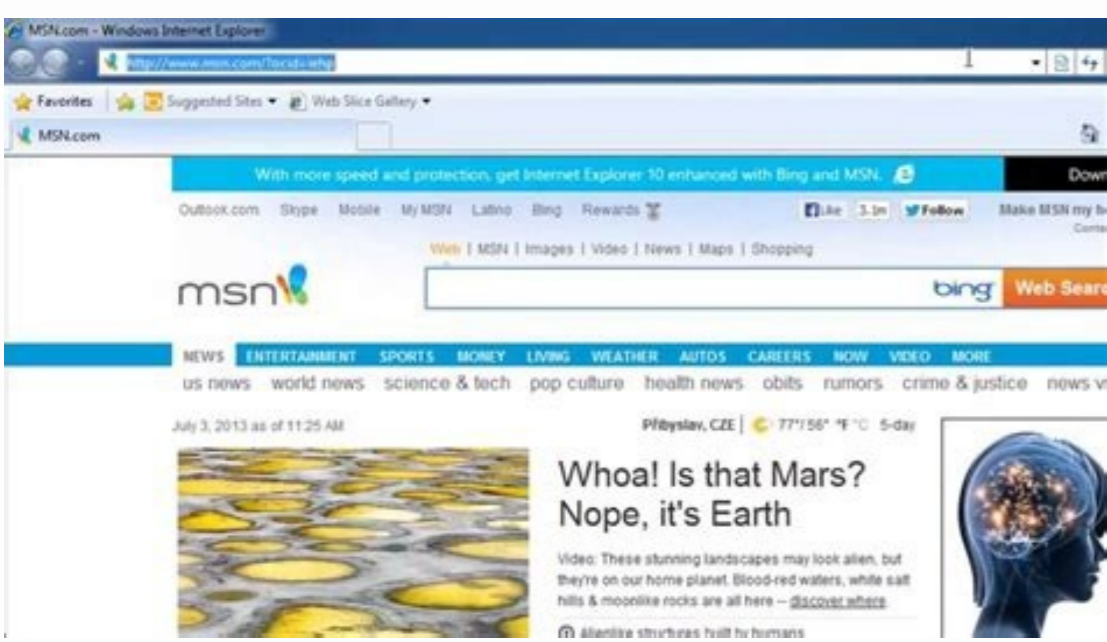 MSN.com - Windows Internet Explorer
http://www.msn.com/?ocid=iehp
Favorites Suggested Sites Web Slice Gallery
MSN.com
With more speed and protection, get Internet Explorer 10 enhanced with Bing and MSN.
Outlook.com Skype Mobile My MSN Latino Bing Rewards Like 3.1m Follow Make MSN my
Web | MSN | Images | Video | News | Maps | Shopping
msn bing Web
NEWS ENTERTAINMENT SPORTS MONEY LIVING WEATHER AUTOS CAREERS NOW VIDEO MORE
us news world news science & tech pop culture health news obits rumors crime & justice news
July 3, 2013 as of 11:25 AM
Přibyslav, CZE | 77°/56° °F °C 5-day
Whoa! Is that Mars?
Nope, it's Earth
Video: These stunning landscapes may look alien, but
they're on our home planet. Blood-red waters, white salt
hills & moonlike rocks are all here -- discover where.
Alienlike structures built by humans